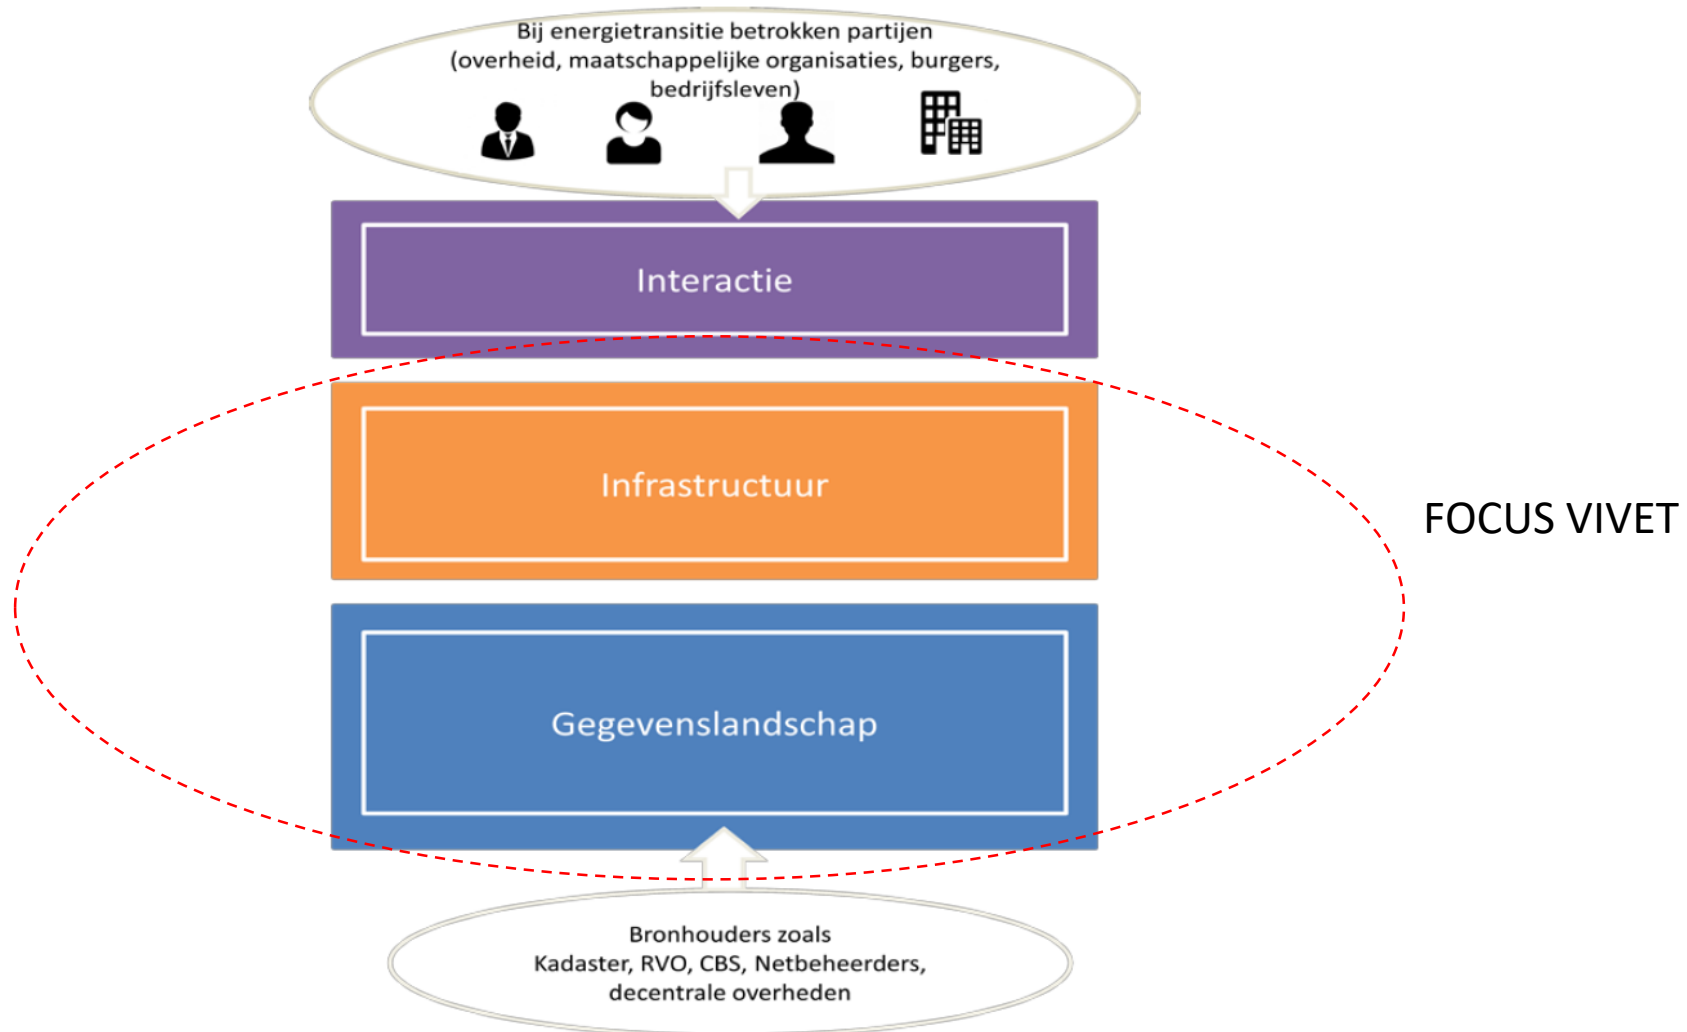 Bij energietransitie betrokken partijen
(overheid, maatschappelijke organisaties, burgers,
bedrijfsleven)
Interactie
Infrastructuur
FOCUS VIVET
Gegevenslandschap
Bronhouders zoals
Kadaster, RVO, CBS, Netbeheerders,
decentrale overheden